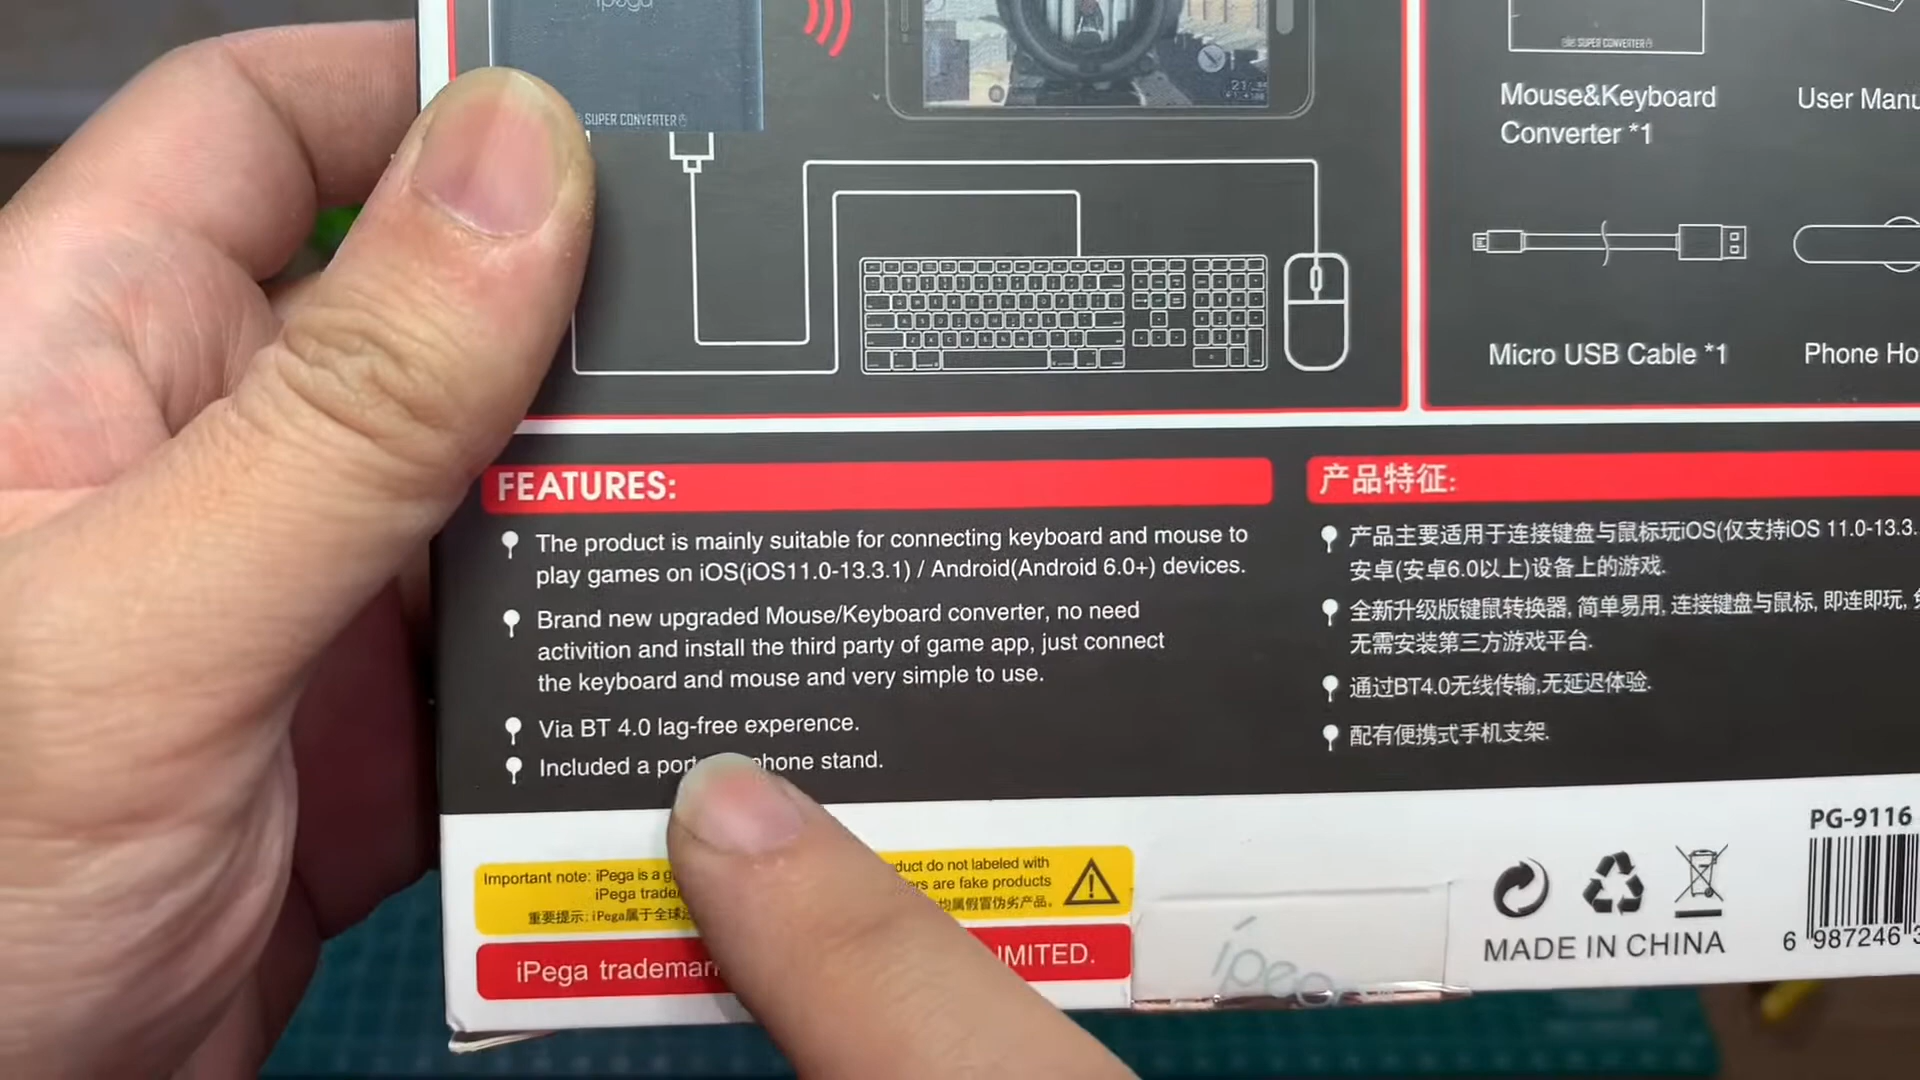 ipega
SUPER CONVERTER
SUPER CONVERTER
Mouse&Keyboard
Converter *1
User
Micro USB Cable *1
Phone
FEATURES:
The product is mainly suitable for connecting keyboard and mouse to
play games on iOS(iOS11.0-13.3.1) / Android(Android 6.0+) devices.
Brand new upgraded Mouse/Keyboard converter, no need
activation and install the third party of game app, just connect
the keyboard and mouse and very simple to use.
Via BT 4.0 lag-free experence.
Included a phone stand.
产品特征:
产品主要适用于连接键盘与鼠标玩iOS(仅支持iOS 11.0-13.3.
安卓(安卓6.0以上)设备上的游戏.
全新升级版键鼠转换器, 简单易用, 连接键盘与鼠标, 即连即玩,
无需安装第三方游戏平台.
通过BT4.0无线传输,无延迟体验.
配有便携式手机支架.
Important note: iPega is a
do not labeled with
iPega
are fake products
重要提示: iPega属于全球
均属假冒伪劣产品。
iPega
ipega
MADE IN CHINA
PG-9116
6 987246